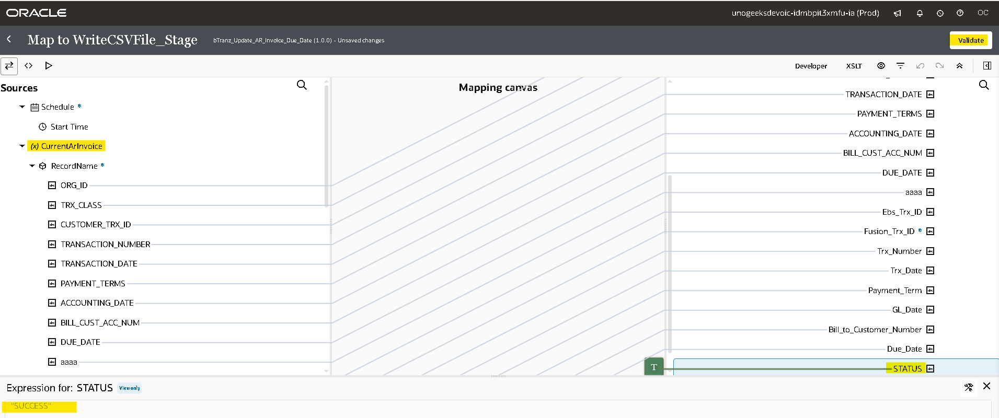 ORACLE
unogeeksdevoic-idmbpit3xmfu-ia (Prod)
OC
Map to WriteCSVFile_Stage
bTranz_Update_AR_Invoice_Due_Date (1.0.0) - Unsaved changes
Validate
Developer
XSLT
Sources
Schedule *
Start Time
(x) CurrentArInvoice
RecordName *
ORG_ID
TRX_CLASS
CUSTOMER_TRX_ID
TRANSACTION_NUMBER
TRANSACTION_DATE
PAYMENT_TERMS
ACCOUNTING_DATE
BILL_CUST_ACC_NUM
DUE_DATE
aaaa
Mapping canvas
TRANSACTION_DATE
PAYMENT_TERMS
ACCOUNTING_DATE
BILL_CUST_ACC_NUM
DUE_DATE
aaaa
Ebs_Trx_ID
Fusion_Trx_ID *
Trx_Number
Trx_Date
Payment_Term
GL_Date
Bill_to_Customer_Number
Due_Date
T
STATUS
Expression for: STATUS View only
"SUCCESS"